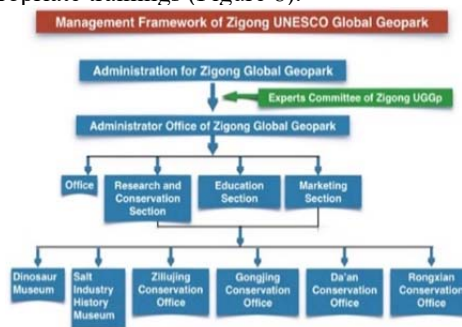 Management Framework of Zigong UNESCO Global Geopark
Administration for Zigong Global Geopark
Experts Committee of Zigong UGGp
Administrator Office of Zigong Global Geopark
Office
Research and
Conservation
Section
Education
Section
Marketing
Section
Dinosaur
Museum
Salt
Industry
History
Museum
Ziliujing
Conservation
Office
Gongjing
Conservation
Office
Da'an
Conservation
Office
Rongxian
Conservation
Office